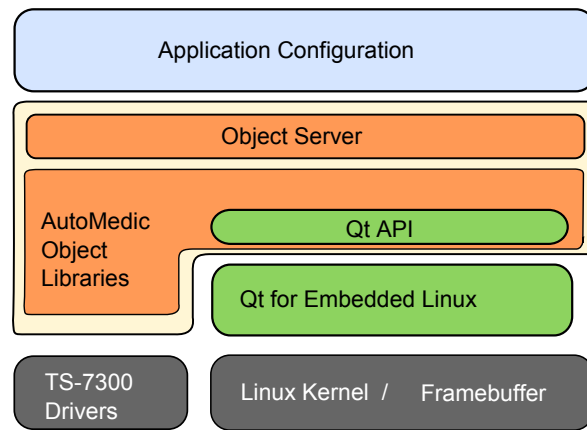 Application Configuration
Object Server
AutoMedic
Object
Libraries
Qt API
Qt for Embedded Linux
TS-7300
Drivers
Linux Kernel / Framebuffer